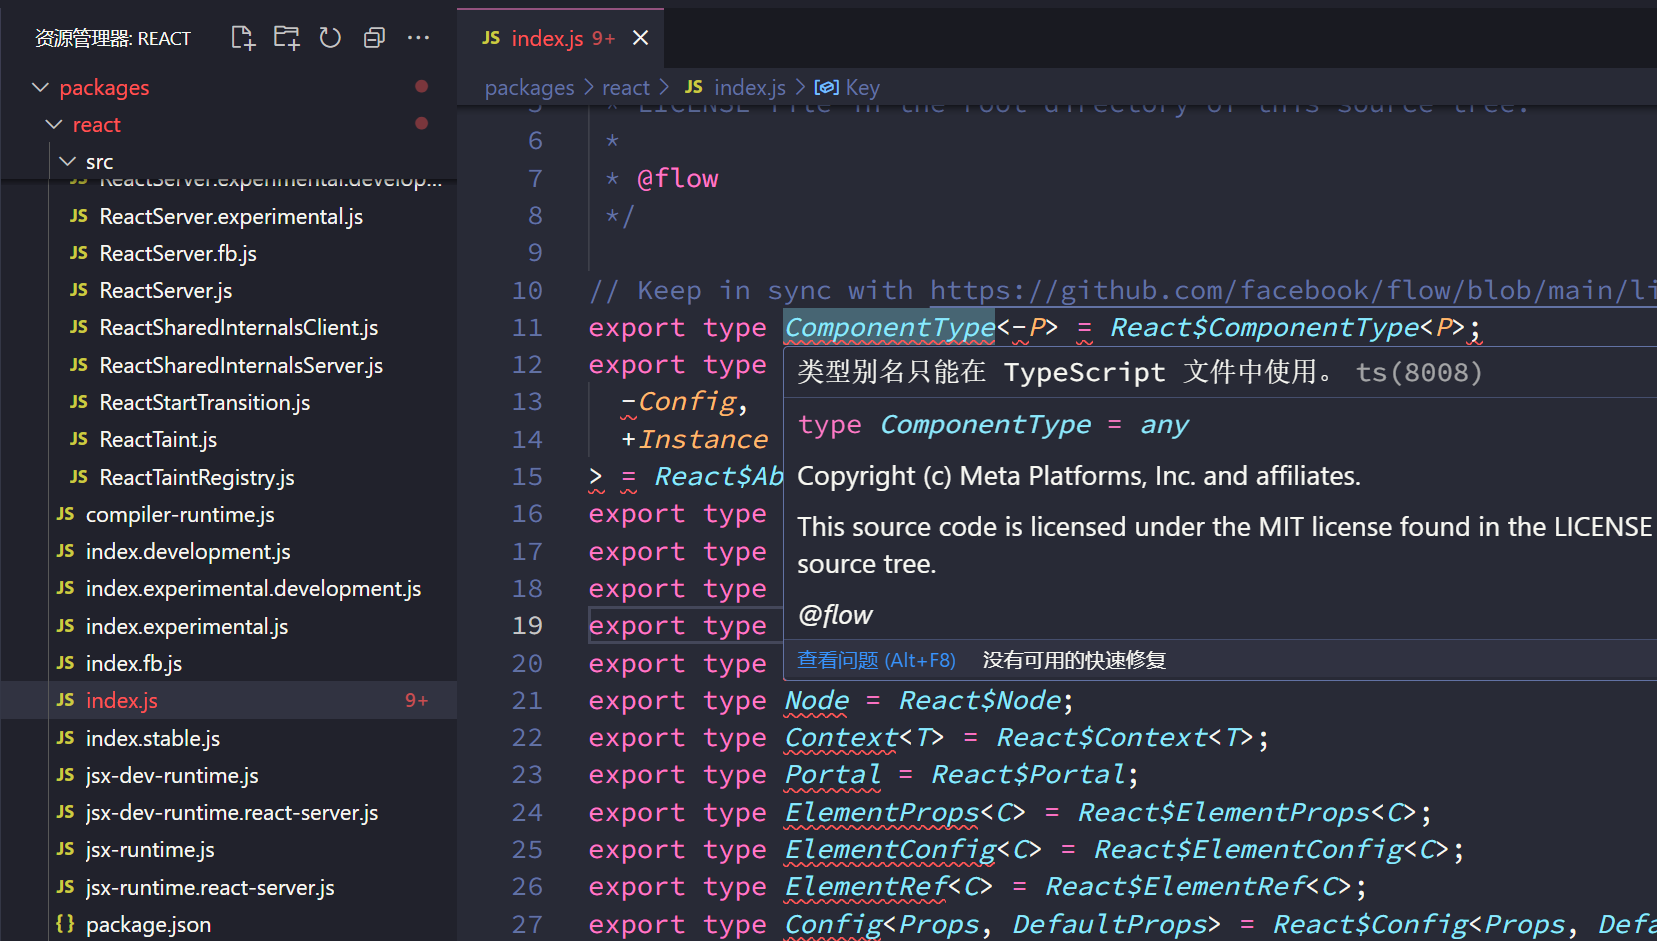 资源管理器: REACT
packages
react
src
ReactServer.experimental.develop...
JS ReactServer.experimental.js
JS ReactServer.fb.js
JS ReactServer.js
JS ReactSharedInternalsClient.js
JS ReactSharedInternalsServer.js
JS ReactStartTransition.js
JS ReactTaint.js
JS ReactTaintRegistry.js
JS compiler-runtime.js
JS index.development.js
JS index.experimental.development.js
JS index.experimental.js
JS index.fb.js
JS index.js 9+
JS index.stable.js
JS jsx-dev-runtime.js
JS jsx-dev-runtime.react-server.js
JS jsx-runtime.js
JS jsx-runtime.react-server.js
{} package.json
JS index.js 9+
packages > react > JS index.js > Key
5 * LICENSE file in the root directory of this source tree.
6 *
7 * @flow
8 */
9
10 // Keep in sync with https://github.com/facebook/flow/blob/main/li
11 export type ComponentType<-P> = React$ComponentType<P>;
12 export type
13 -Config,
14 +Instance
15 > = React$Ab
16 export type
17 export type
18 export type
19 export type
20 export type
21 export type Node = React$Node;
22 export type Context<T> = React$Context<T>;
23 export type Portal = React$Portal;
24 export type ElementProps<C> = React$ElementProps<C>;
25 export type ElementConfig<C> = React$ElementConfig<C>;
26 export type ElementRef<C> = React$ElementRef<C>;
27 export type Config<Props, DefaultProps> = React$Config<Props, Defa
类型别名只能在 TypeScript 文件中使用。 ts(8008)
type ComponentType = any
Copyright (c) Meta Platforms, Inc. and affiliates.
This source code is licensed under the MIT license found in the LICENSE
source tree.
@flow
查看问题 (Alt+F8) 没有可用的快速修复